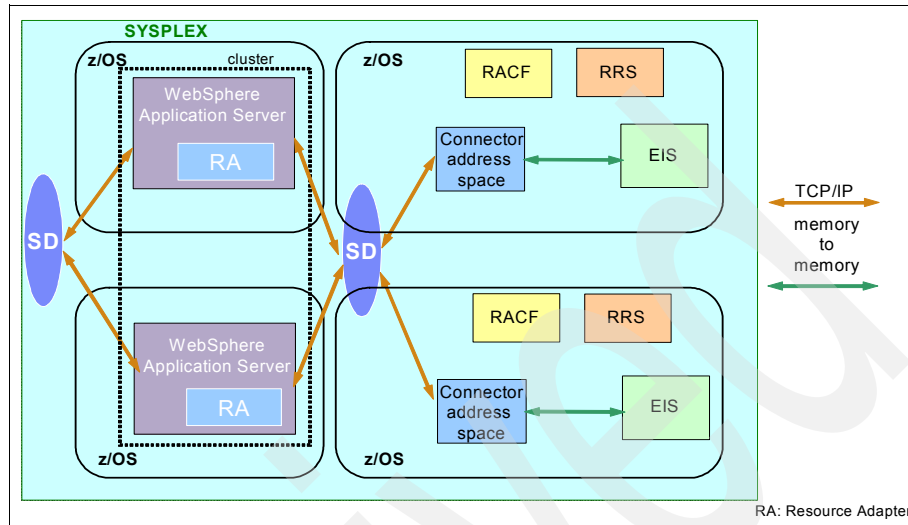 SYSPLEX
z/OS
cluster
WebSphere
Application Server
RA
z/OS
RACF
RRS
Connector
address
space
EIS
SD
SD
TCP/IP
memory
to
memory
WebSphere
Application Server
RA
z/OS
RACF
RRS
Connector
address
space
EIS
z/OS
RA: Resource Adapter